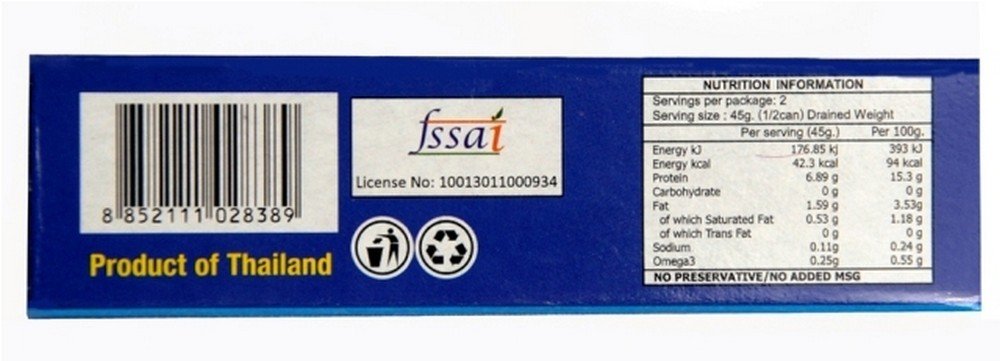 8 852111 028389
Product of Thailand
fssai
License No: 10013011000934
NUTRITION INFORMATION
Servings per package: 2
Serving size : 45g. (1/2can) Drained Weight
Per serving (45g.) Per 100g.
Energy kJ 176.85 kj 393 kJ
Energy kcal 42.3 kcal 94 kcal
Protein 6.89 g 15.3 g
Carbohydrate 0 g 0 g
Fat 1.59 g 3.53g
of which Saturated Fat 0.53 g 1.18 g
of which Trans Fat 0 g 0 g
Sodium 0.11g 0.24 g
Omega3 0.25g 0.55 g
NO PRESERVATIVE/NO ADDED MSG